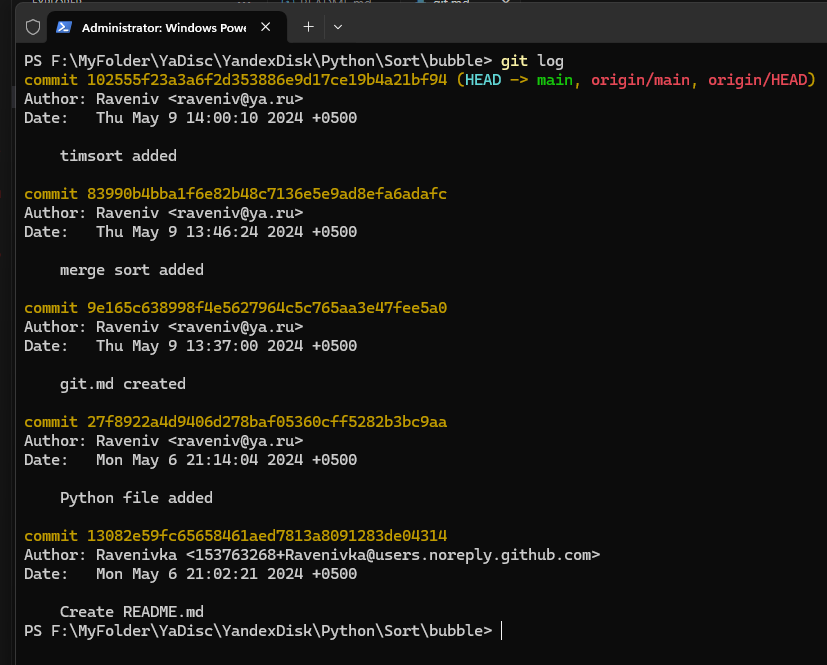 Administrator: Windows Powe
PS F:\MyFolder\YaDisc\YandexDisk\Python\Sort\bubble> git log
commit 102555f23a3a6f2d353886e9d17ce19b4a21bf94 (HEAD -> main, origin/main, origin/HEAD)
Author: Raveniv <raveniv@ya.ru>
Date:   Thu May 9 14:00:10 2024 +0500
    timsort added
commit 83990b4bba1f6e82b48c7136e5e9ad8efa6adafc
Author: Raveniv <raveniv@ya.ru>
Date:   Thu May 9 13:46:24 2024 +0500
    merge sort added
commit 9e165c638998f4e5627964c5c765aa3e47fee5a0
Author: Raveniv <raveniv@ya.ru>
Date:   Thu May 9 13:37:00 2024 +0500
    git.md created
commit 27f8922a4d9406d278baf05360cff5282b3bc9aa
Author: Raveniv <raveniv@ya.ru>
Date:   Mon May 6 21:14:04 2024 +0500
    Python file added
commit 13082e59fc65658461aed7813a8091283de04314
Author: Ravenivka <153763268+Ravenivka@users.noreply.github.com>
Date:   Mon May 6 21:02:21 2024 +0500
    Create README.md
PS F:\MyFolder\YaDisc\YandexDisk\Python\Sort\bubble>